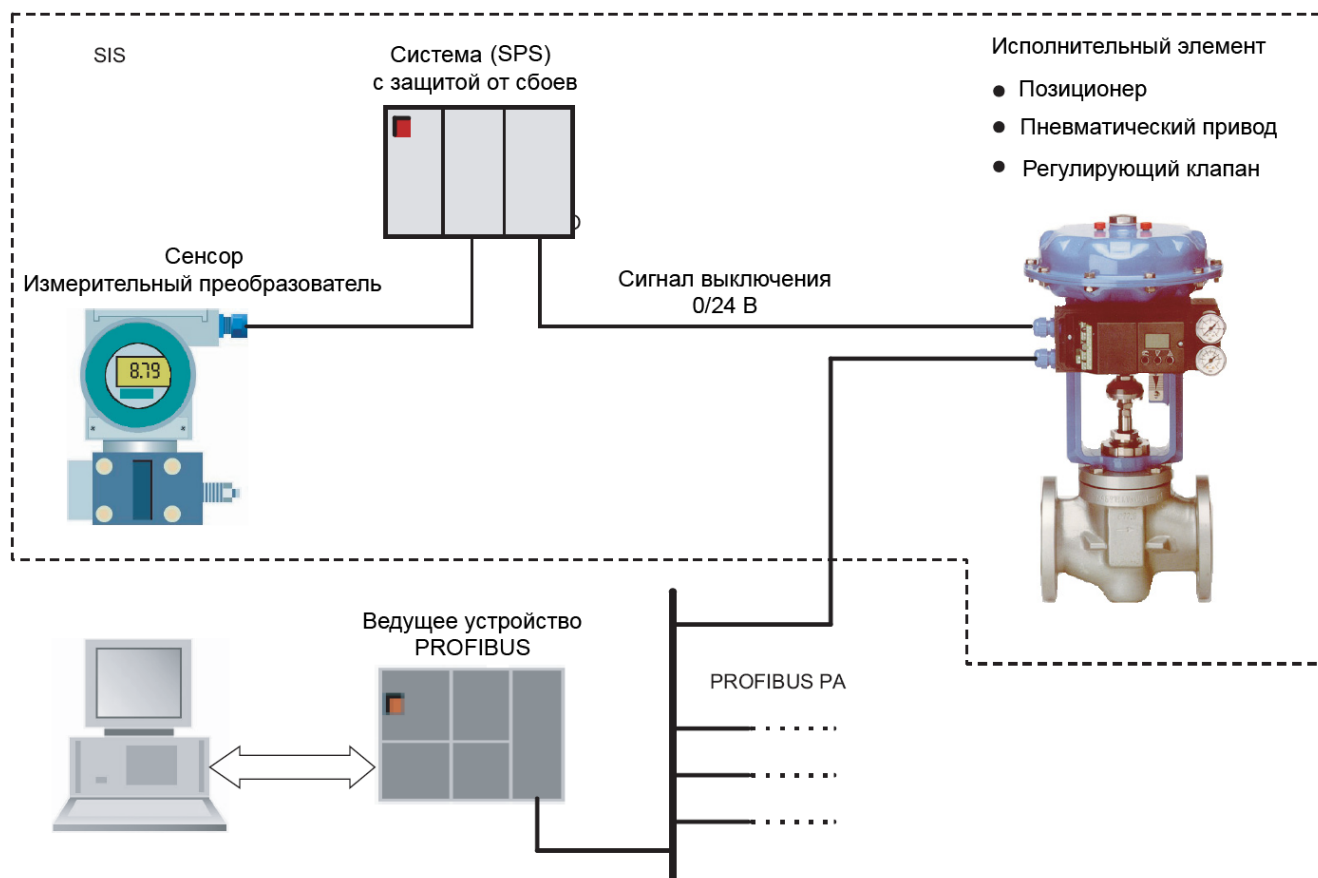 SIS
Система (SPS)
с защитой от сбоев
Исполнительный элемент
● Позиционер
● Пневматический привод
● Регулирующий клапан
Сенсор
Измерительный преобразователь
Сигнал выключения
0/24 В
8.79
Ведущее устройство
PROFIBUS
PROFIBUS PA